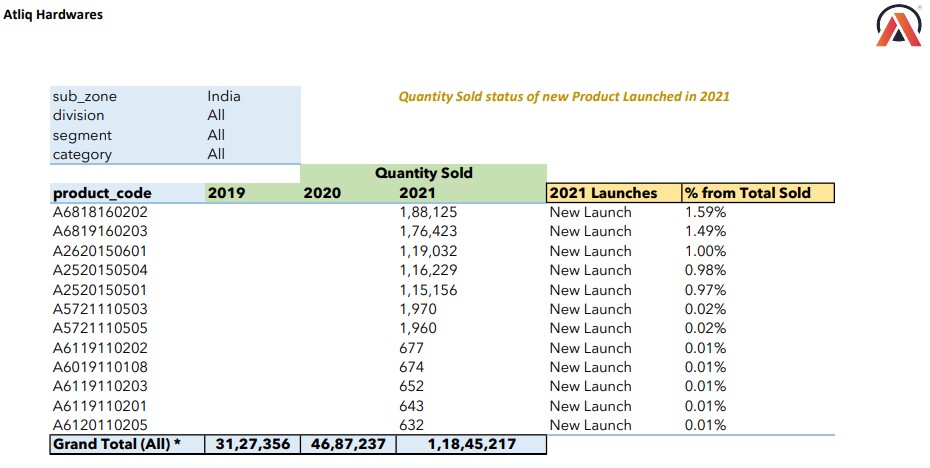 Atliq Hardwares
sub_zone India
Quantity Sold status of new Product Launched in 2021
division All
segment All
category All
Quantity Sold
product_code 2019 2020 2021 2021 Launches % from Total Sold
A6818160202 1,88,125 New Launch 1.59%
A6819160203 1,76,423 New Launch 1.49%
A2620150601 1,19,032 New Launch 1.00%
A2520150504 1,16,229 New Launch 0.98%
A2520150501 1,15,156 New Launch 0.97%
A5721110503 1,970 New Launch 0.02%
A5721110505 1,960 New Launch 0.02%
A6119110202 677 New Launch 0.01%
A6019110108 674 New Launch 0.01%
A6119110203 652 New Launch 0.01%
A6119110201 643 New Launch 0.01%
A6120110205 632 New Launch 0.01%
Grand Total (All) * 31,27,356 46,87,237 1,18,45,217